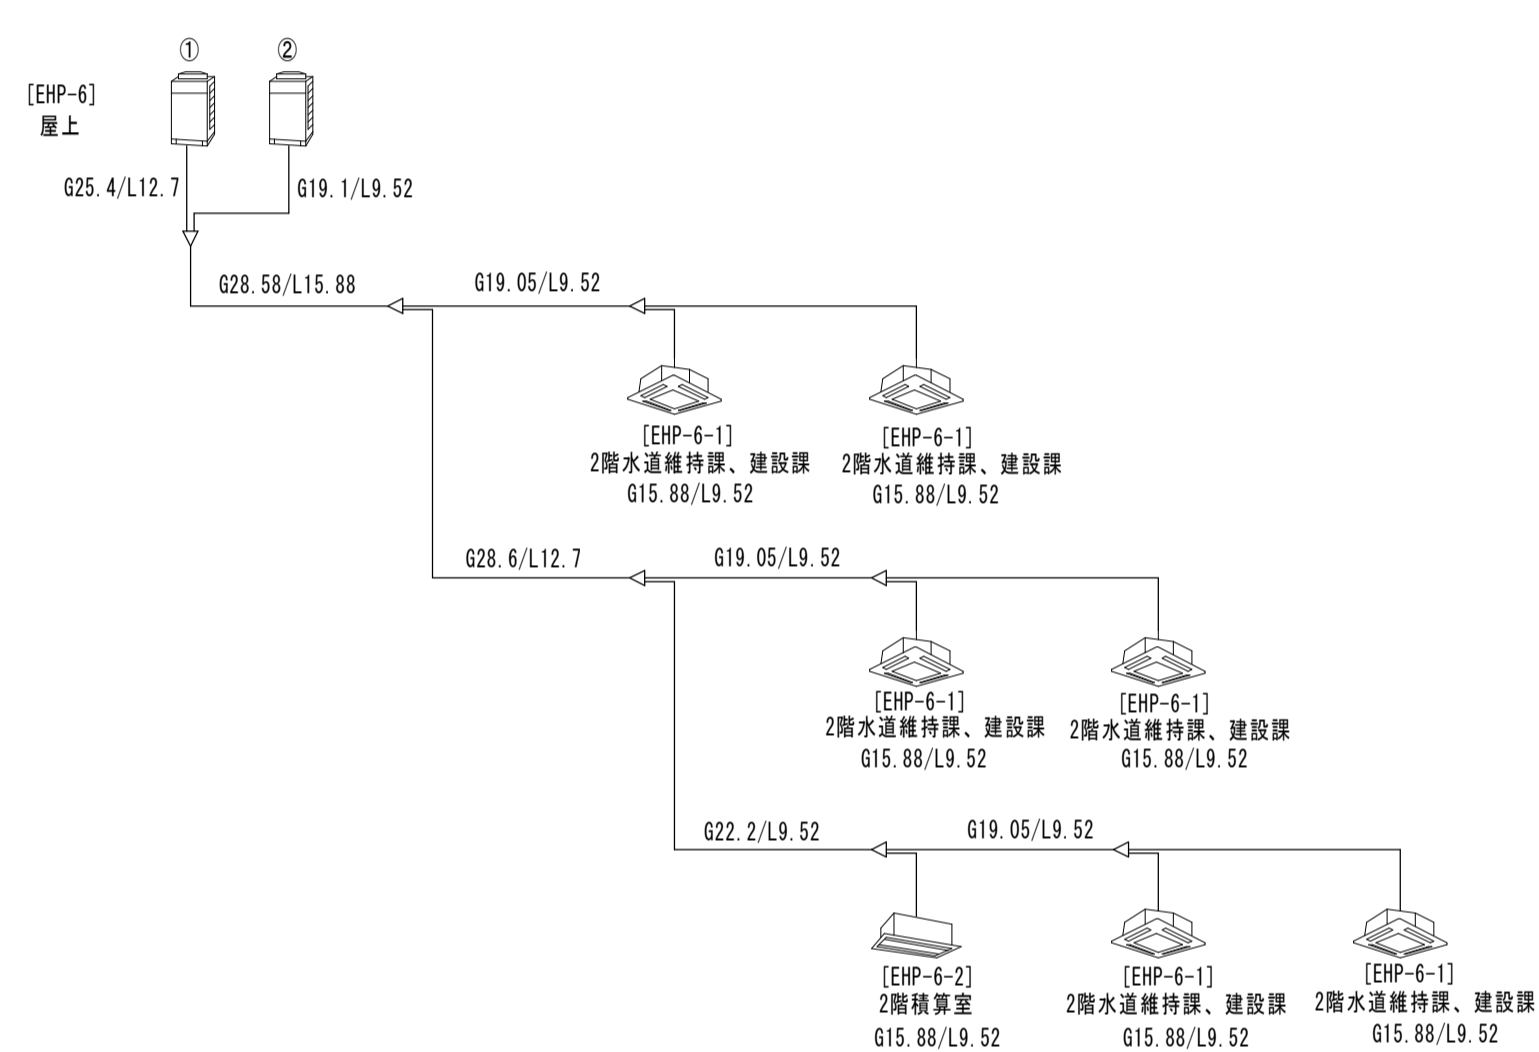 ① ②
[EHP-6]
屋上
G25.4/L12.7 G19.1/L9.52
G28.58/L15.88 G19.05/L9.52
[EHP-6-1] [EHP-6-1]
2階水道維持課、建設課 2階水道維持課、建設課
G15.88/L9.52 G15.88/L9.52
G28.6/L12.7 G19.05/L9.52
[EHP-6-1] [EHP-6-1]
2階水道維持課、建設課 2階水道維持課、建設課
G15.88/L9.52 G15.88/L9.52
G22.2/L9.52 G19.05/L9.52
[EHP-6-2] [EHP-6-1] [EHP-6-1]
2階積算室 2階水道維持課、建設課 2階水道維持課、建設課
G15.88/L9.52 G15.88/L9.52 G15.88/L9.52